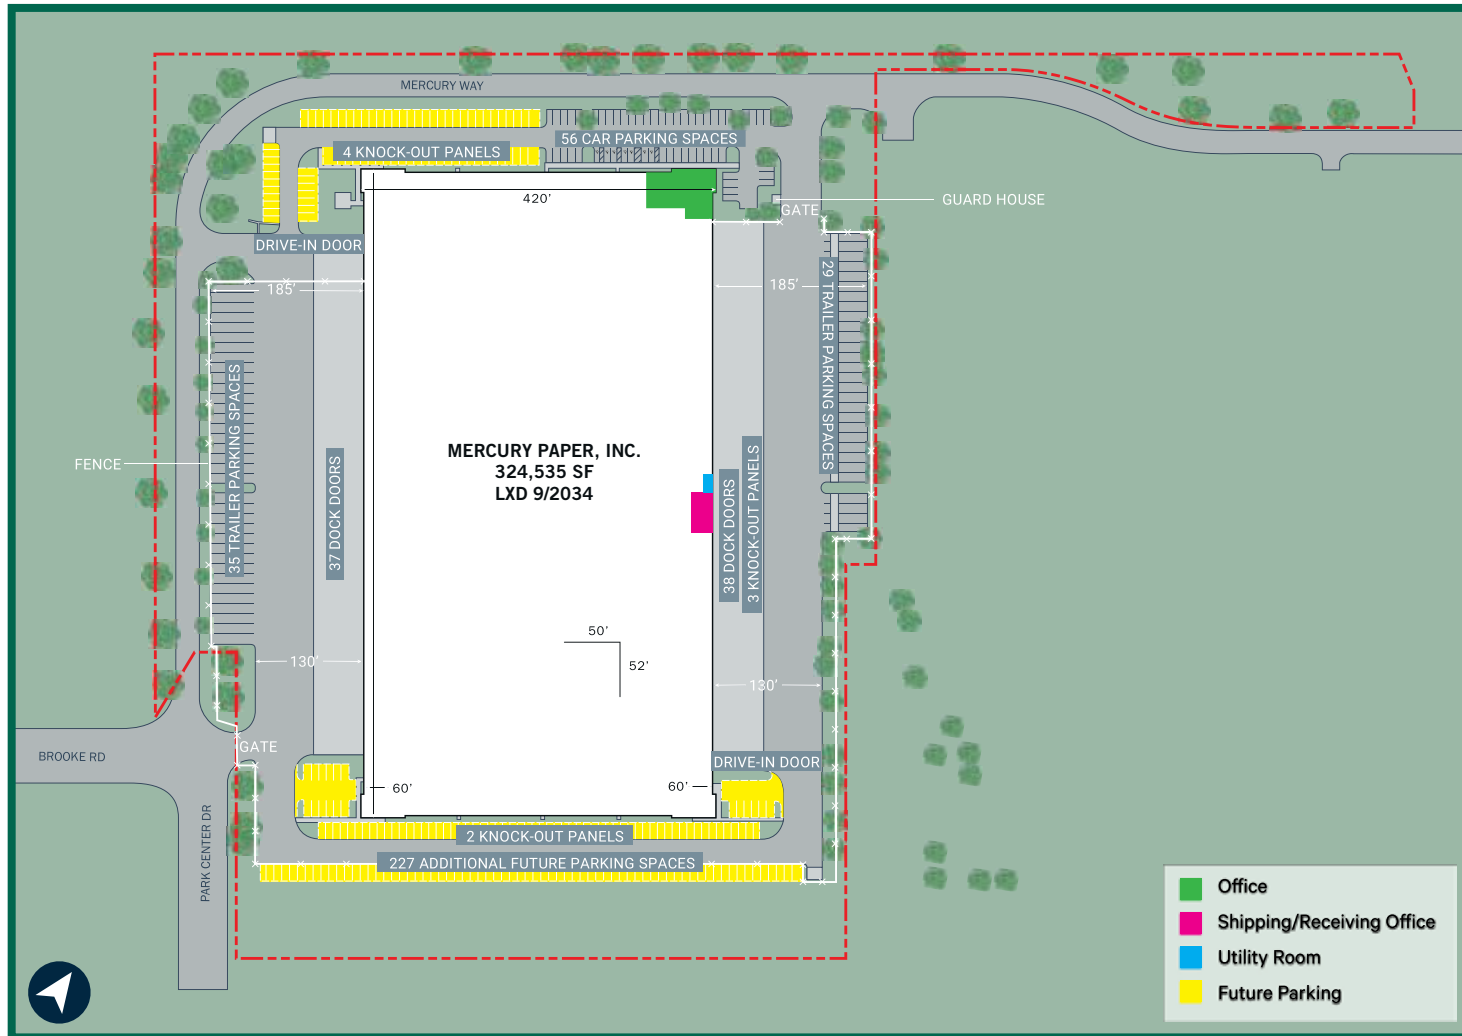 MERCURY WAY
56 CAR PARKING SPACES
4 KNOCK-OUT PANELS
420'
GUARD HOUSE
GATE
DRIVE-IN DOOR
185'
185'
29 TRAILER PARKING SPACES
35 TRAILER PARKING SPACES
FENCE
37 DOCK DOORS
MERCURY PAPER, INC.
324,535 SF
LXD 9/2034
38 DOCK DOORS
3 KNOCK-OUT PANELS
50'
52'
130'
130'
GATE
BROOKE RD
DRIVE-IN DOOR
60'
60'
PARK CENTER DR
2 KNOCK-OUT PANELS
227 ADDITIONAL FUTURE PARKING SPACES
Office
Shipping/Receiving Office
Utility Room
Future Parking